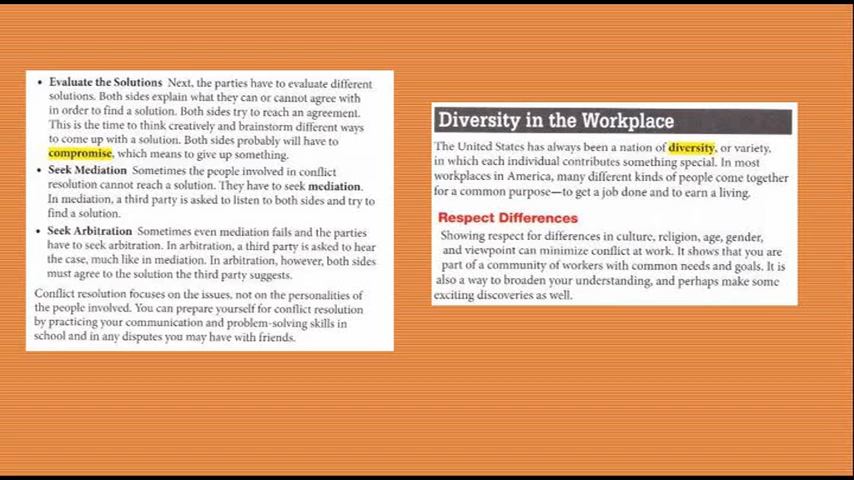 • Evaluate the Solutions Next, the parties have to evaluate different
solutions. Both sides explain what they can or cannot agree with
in order to find a solution. Both sides try to reach an agreement.
This is the time to think creatively and brainstorm different ways
to come up with a solution. Both sides probably will have to
compromise, which means to give up something.
• Seek Mediation Sometimes the people involved in conflict
resolution cannot reach a solution. They have to seek mediation.
In mediation, a third party is asked to listen to both sides and try to
find a solution.
• Seek Arbitration Sometimes even mediation fails and the parties
have to seek arbitration. In arbitration, a third party is asked to hear
the case, much like in mediation. In arbitration, however, both sides
must agree to the solution the third party suggests.
Conflict resolution focuses on the issues, not on the personalities of
the people involved. You can prepare yourself for conflict resolution
by practicing your communication and problem-solving skills in
school and in any disputes you may have with friends.
Diversity in the Workplace
The United States has always been a nation of diversity, or variety,
in which each individual contributes something special. In most
workplaces in America, many different kinds of people come together
for a common purpose—to get a job done and to earn a living.
Respect Differences
Showing respect for differences in culture, religion, age, gender,
and viewpoint can minimize conflict at work. It shows that you are
part of a community of workers with common needs and goals. It is
also a way to broaden your understanding, and perhaps make some
exciting discoveries as well.